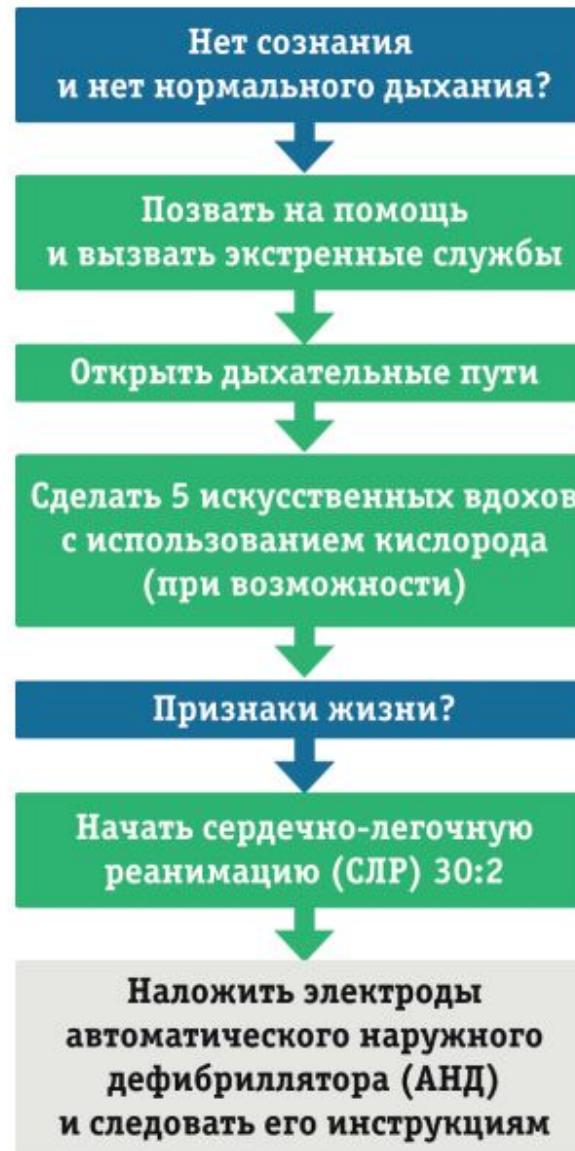 Нет сознания
и нет нормального дыхания?
Позвать на помощь
и вызвать экстренные службы
Открыть дыхательные пути
Сделать 5 искусственных вдохов
с использованием кислорода
(при возможности)
Признаки жизни?
Начать сердечно-легочную
реанимацию (СЛР) 30:2
Наложить электроды
автоматического наружного
дефибриллятора (АНД)
и следовать его инструкциям